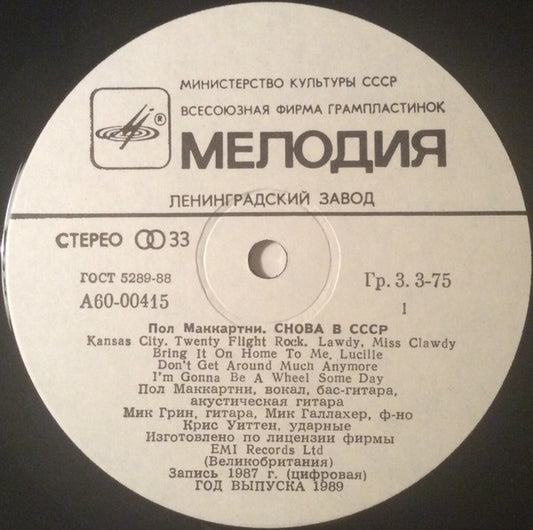 МИНИСТЕРСТВО КУЛЬТУРЫ СССР
ВСЕСОЮЗНАЯ ФИРМА ГРАМПЛАСТИНОК
®
МЕЛОДИЯ
ЛЕНИНГРАДСКИЙ ЗАВОД
СТЕРЕО 33
ГОСТ 5289-88
Гр. 3. 3-75
А60-00415
1
Пол Маккартни. СНОВА В СССР
Kansas City. Twenty Flight Rock. Lawdy, Miss Clawdy
Bring It On Home To Me. Lucille
Don't Get Around Much Anymore
I'm Gonna Be A Wheel Some Day
Пол Маккартни, вокал, бас-гитара,
акустическая гитара
Мик Грин, гитара, Мик Галлахер, ф-но
Крис Уиттен, ударные
Изготовлено по лицензии фирмы
EMI Records Ltd
(Великобритания)
Запись 1987 г. (цифровая)
ГОД ВЫПУСКА 1989